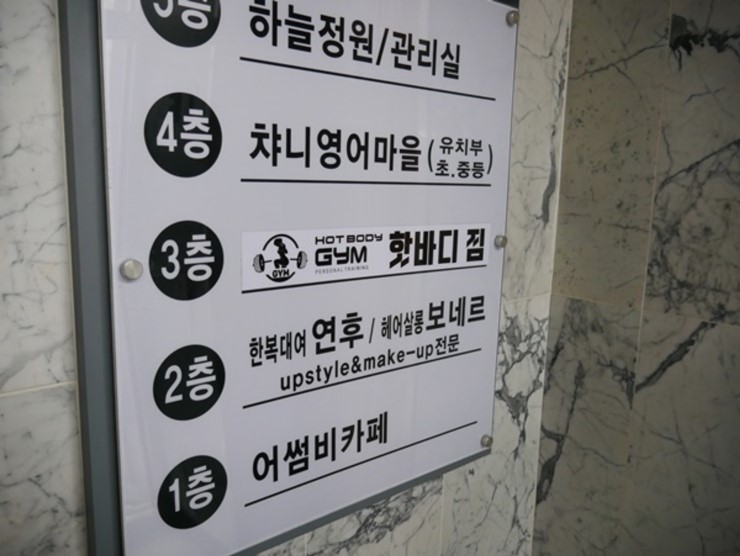 5층 하늘정원/관리실
4층 챠니영어마을 (유치부 초.중등)
3층 GYM HOT BODY GYM PERSONAL TRAINING 핫바디 짐
2층 한복대여 연후 / 헤어살롱 보네르
upstyle&make-up전문
1층 어썸비카페